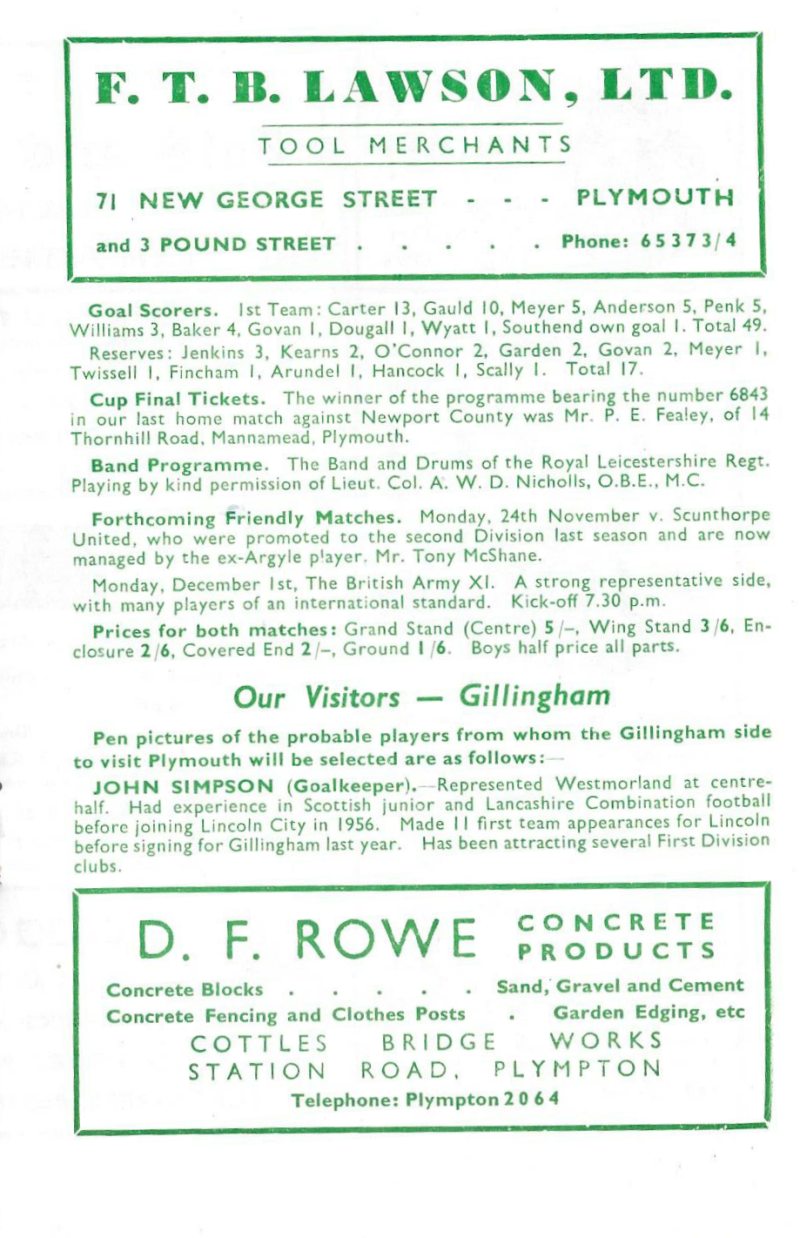 F. T. B. LAWSON, LTD.
TOOL MERCHANTS
71 NEW GEORGE STREET - - - PLYMOUTH
and 3 POUND STREET . . . . . Phone: 65373/4
Goal Scorers. 1st Team: Carter 13, Gauld 10, Meyer 5, Anderson 5, Penk 5,
Williams 3, Baker 4, Govan 1, Dougall 1, Wyatt 1, Southend own goal 1. Total 49.
Reserves: Jenkins 3, Kearns 2, O'Connor 2, Garden 2, Govan 2, Meyer 1,
Twissell 1, Fincham 1, Arundel 1, Hancock 1, Scally 1. Total 17.
Cup Final Tickets. The winner of the programme bearing the number 6843
in our last home match against Newport County was Mr. P. E. Fealey, of 14
Thornhill Road, Mannamead, Plymouth.
Band Programme. The Band and Drums of the Royal Leicestershire Regt.
Playing by kind permission of Lieut. Col. A. W. D. Nicholls, O.B.E., M.C.
Forthcoming Friendly Matches. Monday, 24th November v. Scunthorpe
United, who were promoted to the second Division last season and are now
managed by the ex-Argyle player, Mr. Tony McShane.
Monday, December 1st, The British Army XI. A strong representative side,
with many players of an international standard. Kick-off 7.30 p.m.
Prices for both matches: Grand Stand (Centre) 5/-, Wing Stand 3/6, En-
closure 2/6, Covered End 2/-, Ground 1/6. Boys half price all parts.
Our Visitors — Gillingham
Pen pictures of the probable players from whom the Gillingham side
to visit Plymouth will be selected are as follows:—
JOHN SIMPSON (Goalkeeper).—Represented Westmorland at centre-
half. Had experience in Scottish junior and Lancashire Combination football
before joining Lincoln City in 1956. Made 11 first team appearances for Lincoln
before signing for Gillingham last year. Has been attracting several First Division
clubs.
D. F. ROWE CONCRETE PRODUCTS
Concrete Blocks . . . . . Sand, Gravel and Cement
Concrete Fencing and Clothes Posts . Garden Edging, etc
COTTLES BRIDGE WORKS
STATION ROAD, PLYMPTON
Telephone: Plympton 2064